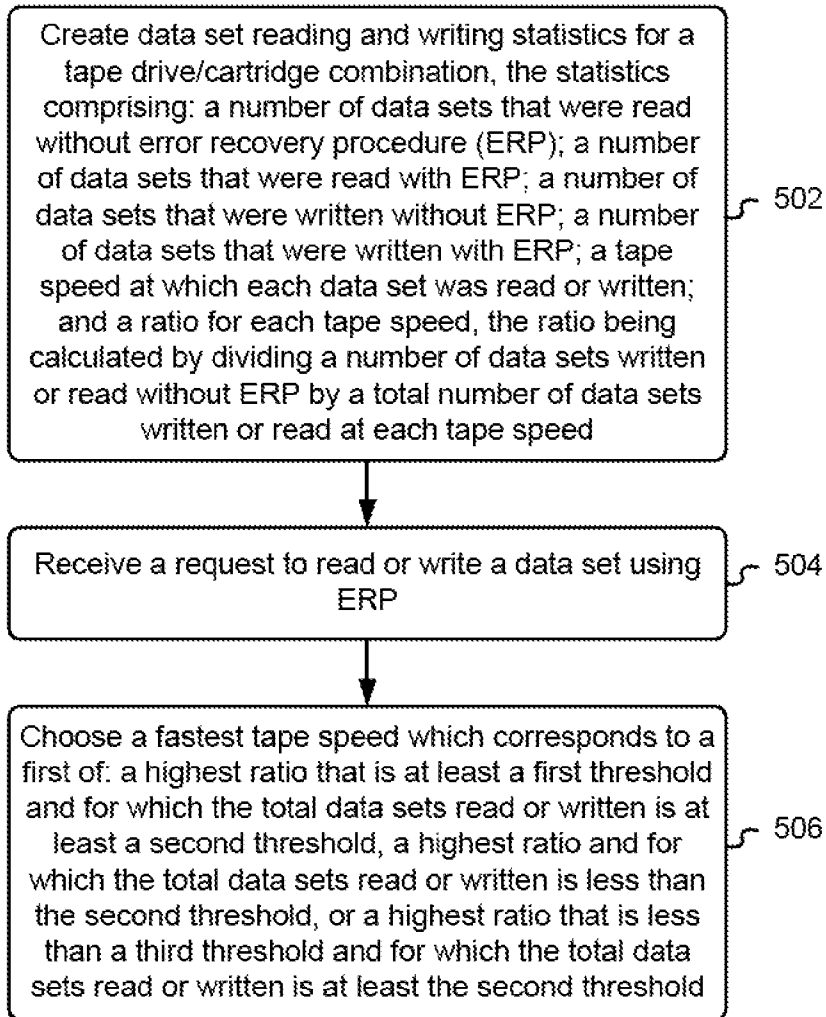 Create data set reading and writing statistics for a
tape drive/cartridge combination, the statistics
comprising: a number of data sets that were read
without error recovery procedure (ERP); a number
of data sets that were read with ERP; a number of
data sets that were written without ERP; a number
of data sets that were written with ERP; a tape
speed at which each data set was read or written;
and a ratio for each tape speed, the ratio being
calculated by dividing a number of data sets written
or read without ERP by a total number of data sets
written or read at each tape speed
502
Receive a request to read or write a data set using
ERP
504
Choose a fastest tape speed which corresponds to a
first of: a highest ratio that is at least a first threshold
and for which the total data sets read or written is at
least a second threshold, a highest ratio and for
which the total data sets read or written is less than
the second threshold, or a highest ratio that is less
than a third threshold and for which the total data
sets read or written is at least the second threshold
506